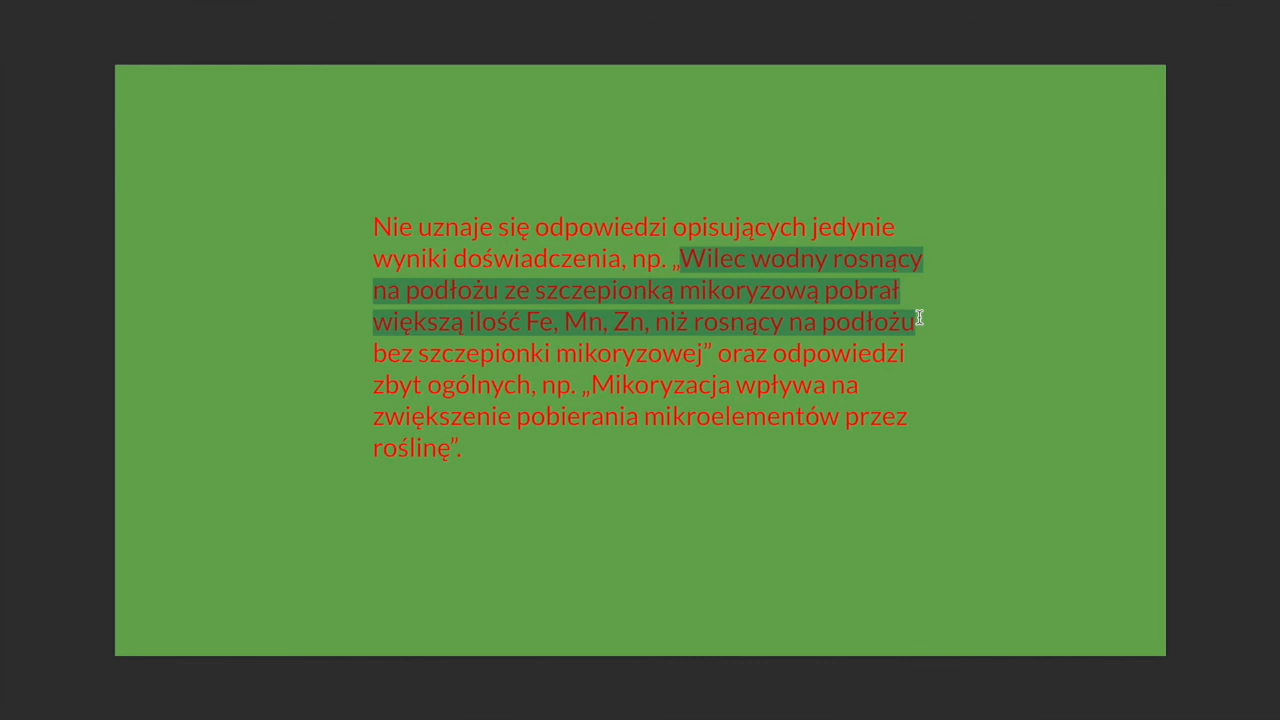 Nie uznaje się odpowiedzi opisujących jedynie
wyniki doświadczenia, np. „Wilec wodny rosnący
na podłożu ze szczepionką mikoryzową pobrał
większą ilość Fe, Mn, Zn, niż rosnący na podłożu
bez szczepionki mikoryzowej” oraz odpowiedzi
zbyt ogólnych, np. „Mikoryzacja wpływa na
zwiększenie pobierania mikroelementów przez
roślinę”.